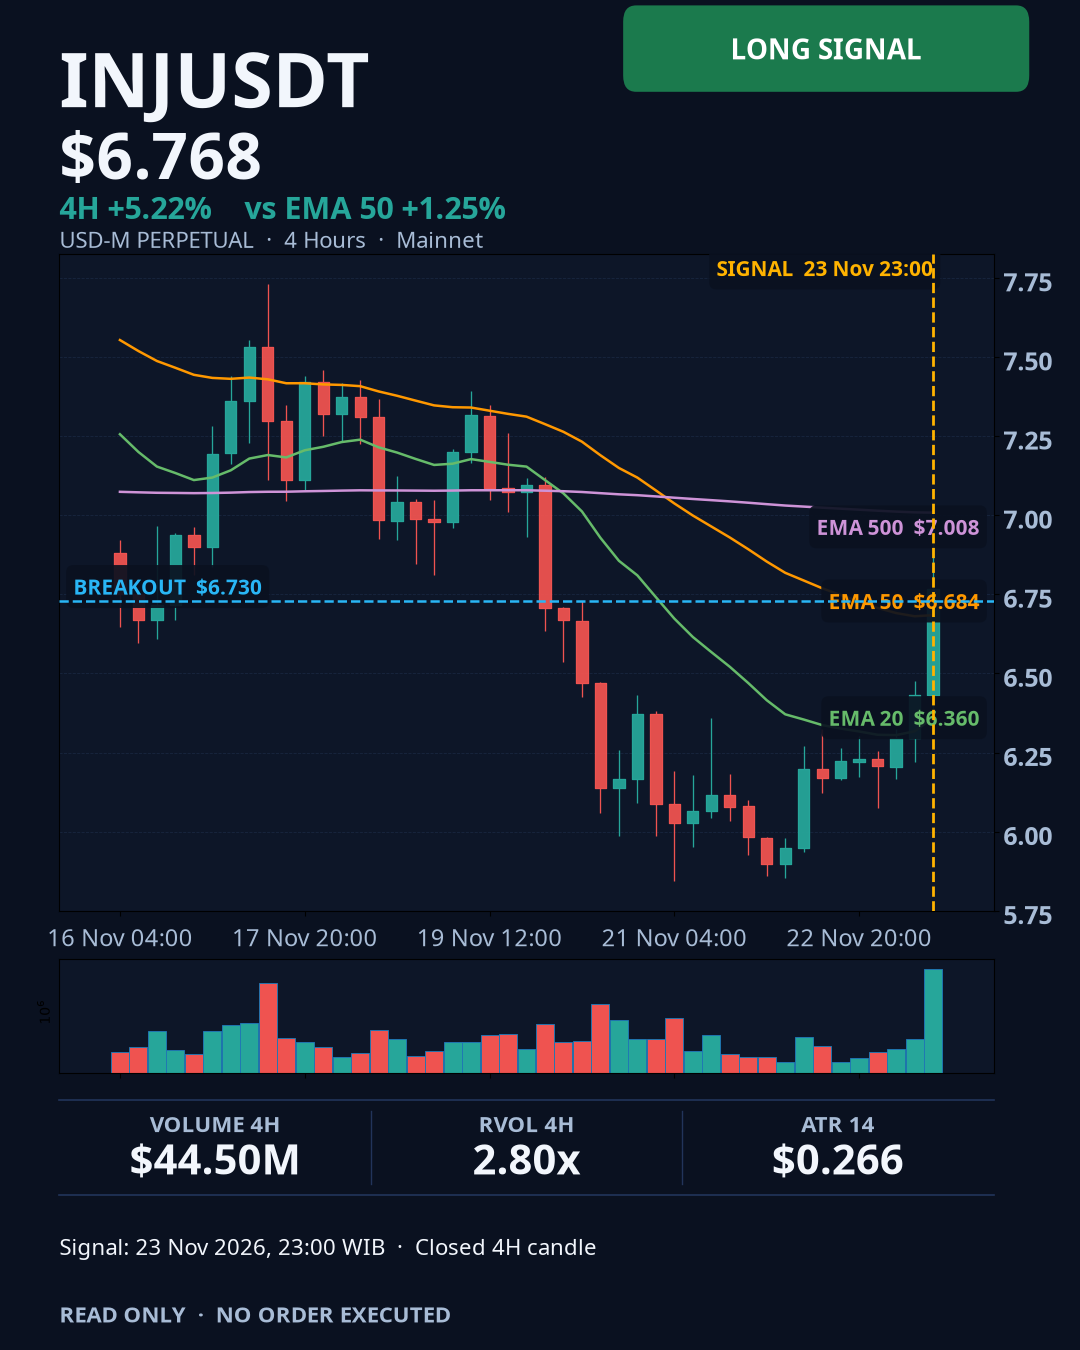 LONG SIGNAL
INJUSDT
$6.768
4H +5.22% vs EMA 50 +1.25%
USD-M PERPETUAL · 4 Hours · Mainnet
SIGNAL 23 Nov 23:00
7.75
7.50
7.25
7.00
EMA 500 $7.008
BREAKOUT $6.730
6.75
EMA 50 $6.684
6.50
EMA 20 $6.360
6.25
6.00
5.75
16 Nov 04:00 17 Nov 20:00 19 Nov 12:00 21 Nov 04:00 22 Nov 20:00
10⁶
VOLUME 4H RVOL 4H ATR 14
$44.50M 2.80x $0.266
Signal: 23 Nov 2026, 23:00 WIB · Closed 4H candle
READ ONLY · NO ORDER EXECUTED